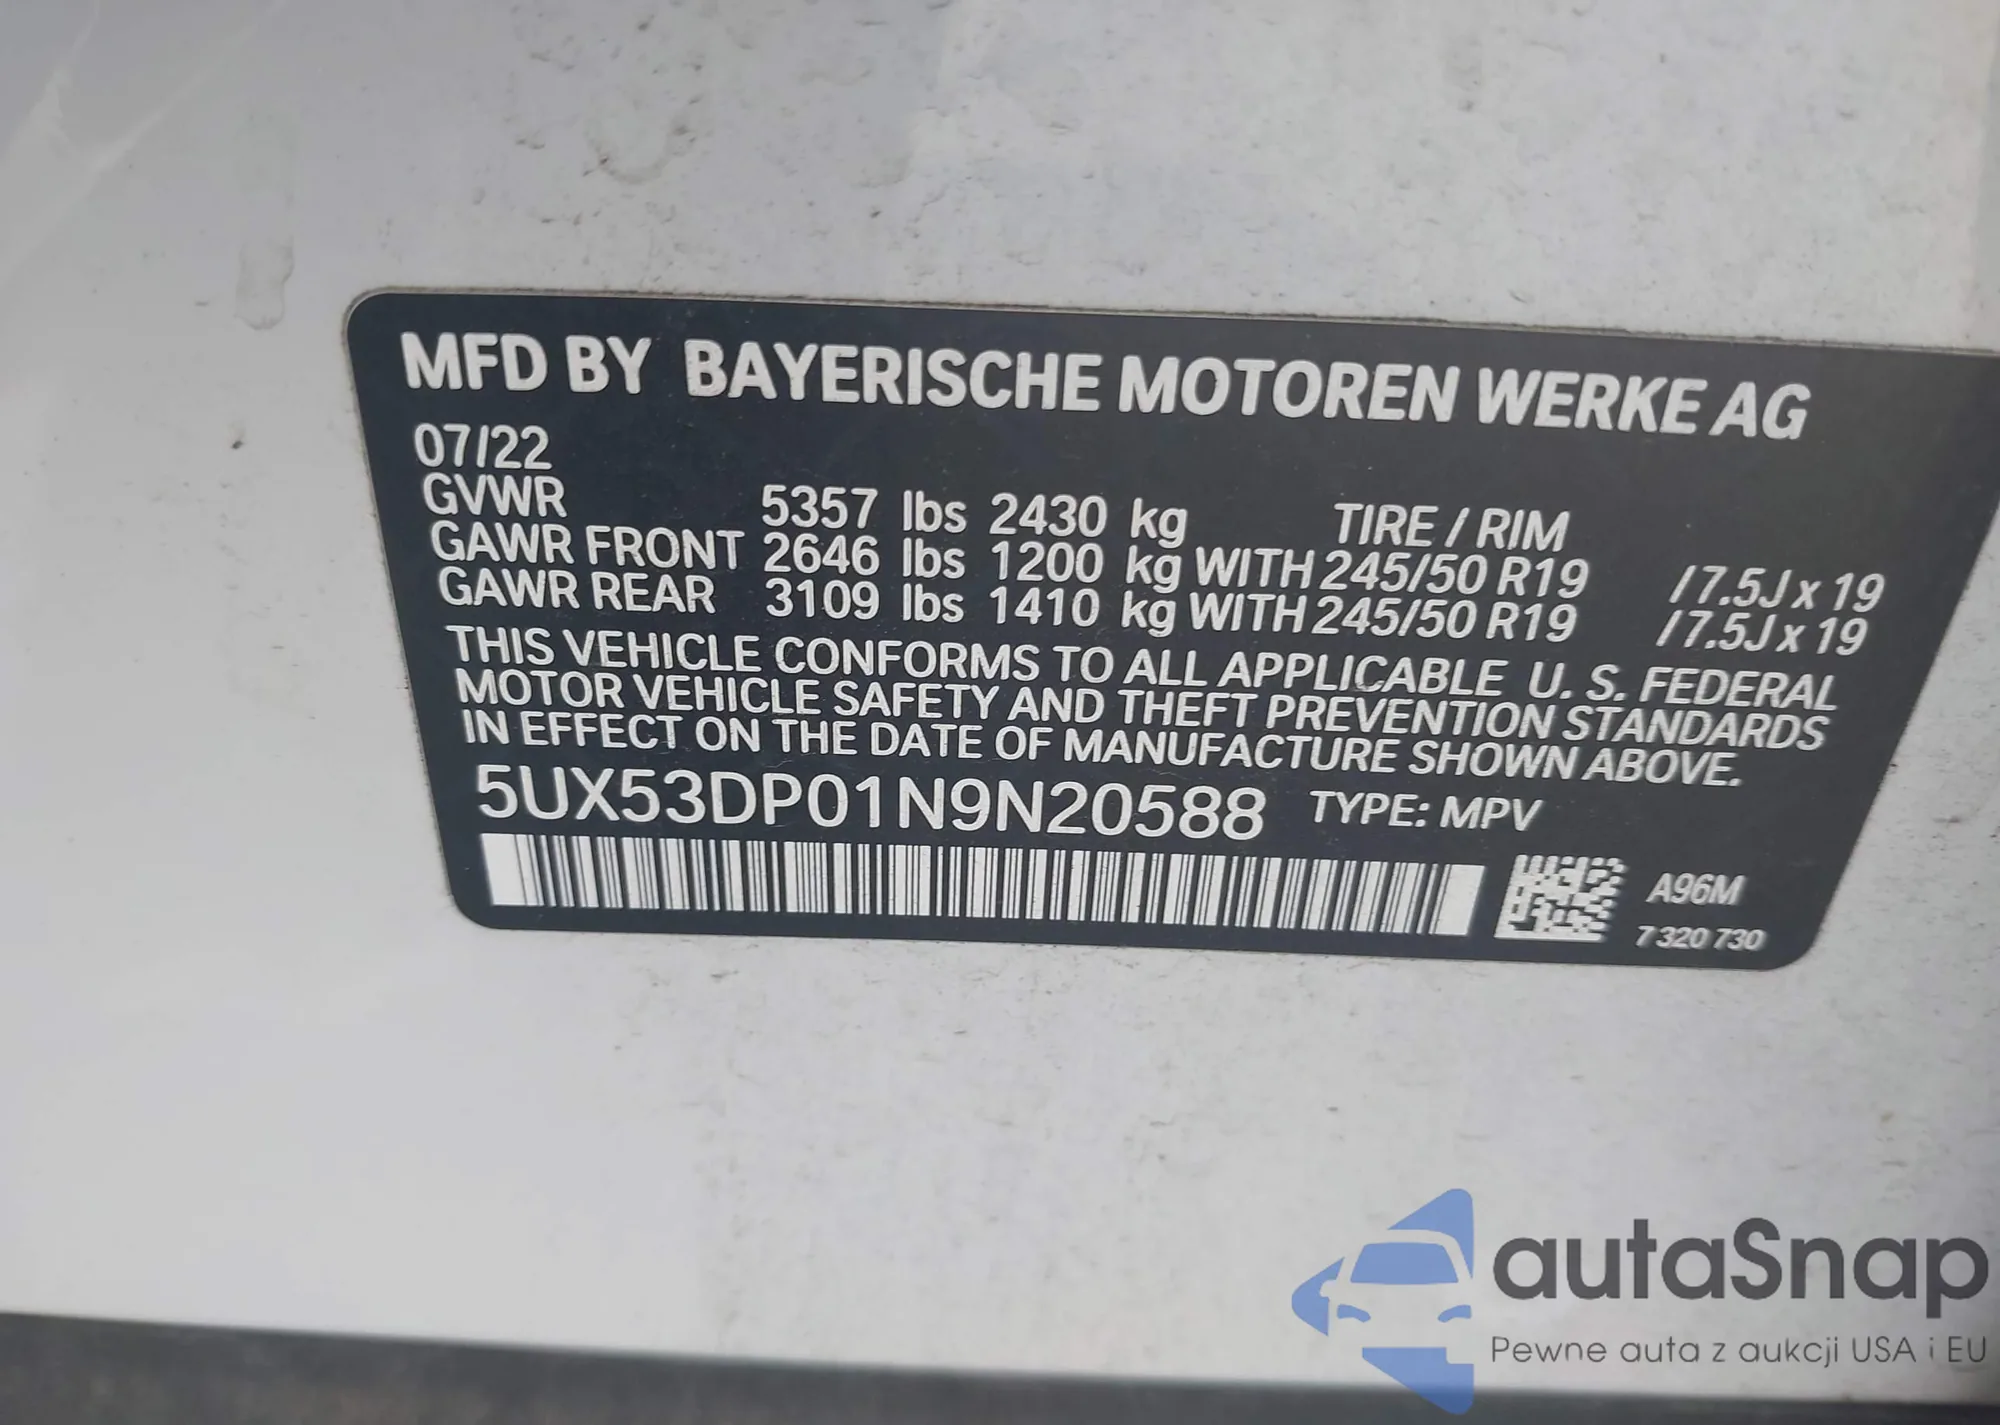 MFD BY BAYERISCHE MOTOREN WERKE AG
07/22
GVWR 5357 lbs 2430 kg TIRE / RIM
GAWR FRONT 2646 lbs 1200 kg WITH 245/50 R19 / 7.5J x 19
GAWR REAR 3109 lbs 1410 kg WITH 245/50 R19 / 7.5J x 19
THIS VEHICLE CONFORMS TO ALL APPLICABLE U. S. FEDERAL
MOTOR VEHICLE SAFETY AND THEFT PREVENTION STANDARDS
IN EFFECT ON THE DATE OF MANUFACTURE SHOWN ABOVE.
5UX53DP01N9N20588 TYPE: MPV
A96M
7 320 730
autaSnap
Pewne auta z aukcji USA i EU